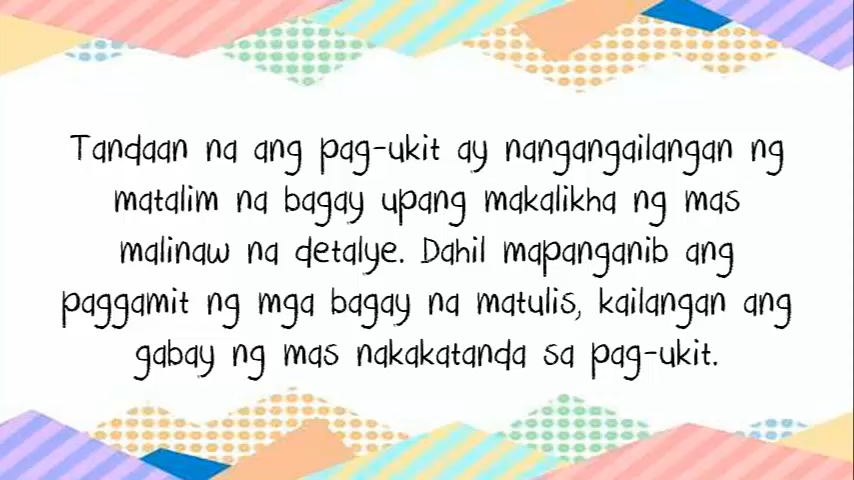 Tandaan na ang pag-ukit ay nangangailangan ng
matalim na bagay upang makalikha ng mas
malinaw na detalye. Dahil mapanganib ang
paggamit ng mga bagay na matulis, kailangan ang
gabay ng mas nakakatanda sa pag-ukit.